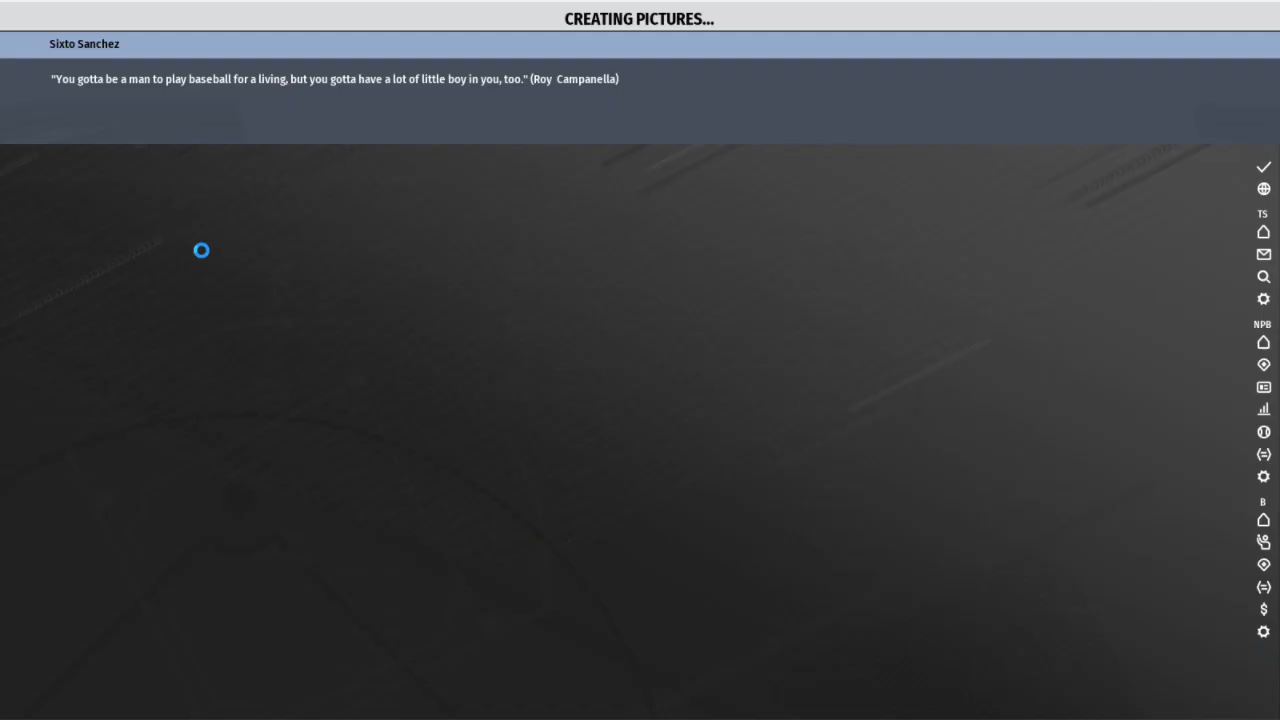 CREATING PICTURES...
Sixto Sanchez
"You gotta be a man to play baseball for a living, but you gotta have a lot of little boy in you, too." (Roy  Campanella)
TS
NPB
B